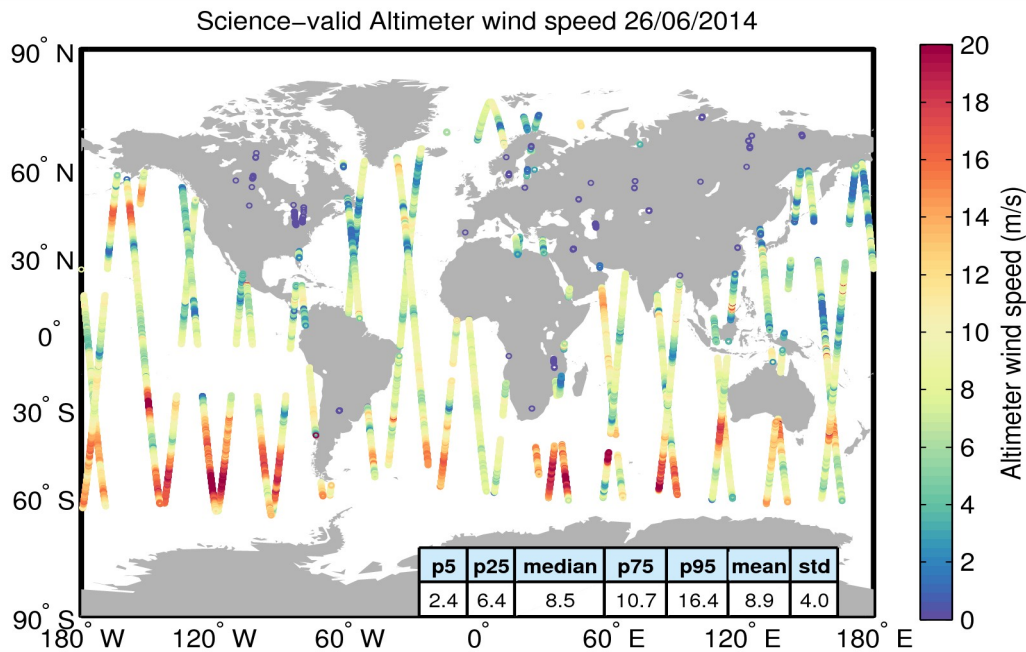 Science−valid Altimeter wind speed 26/06/2014
90° N
60° N
30° N
0°
30° S
60° S
90° S
180° W
120° W
60° W
0°
60° E
120° E
180° E
p5 p25 median p75 p95 mean std
2.4 6.4 8.5 10.7 16.4 8.9 4.0
20
18
16
14
12
10
8
6
4
2
0
Altimeter wind speed (m/s)